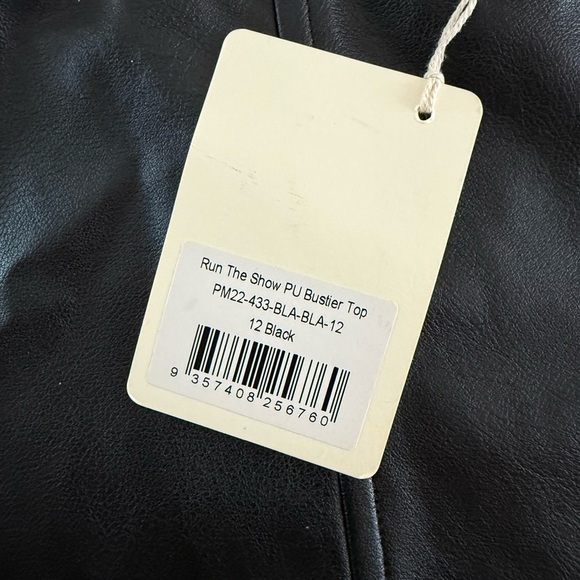 Run The Show PU Bustier Top
PM22-433-BLA-BLA-12
12 Black
9 357408 256760